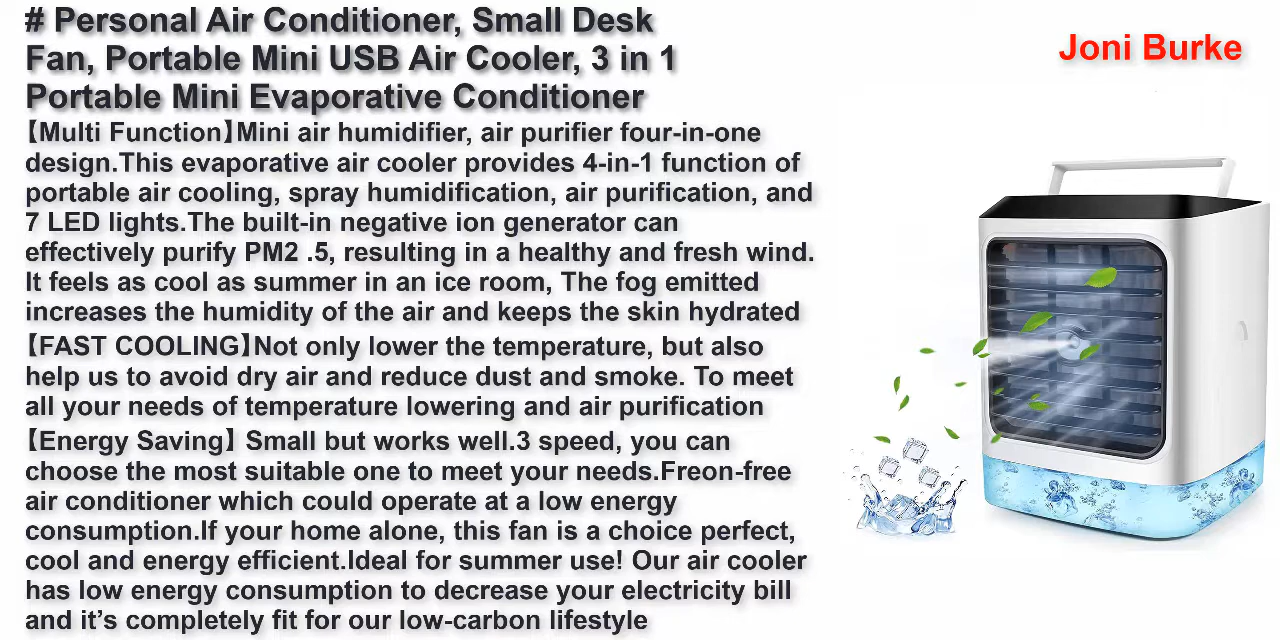 # Personal Air Conditioner, Small Desk
Fan, Portable Mini USB Air Cooler, 3 in 1
Portable Mini Evaporative Conditioner
Joni Burke
【Multi Function】Mini air humidifier, air purifier four-in-one
design.This evaporative air cooler provides 4-in-1 function of
portable air cooling, spray humidification, air purification, and
7 LED lights.The built-in negative ion generator can
effectively purify PM2 .5, resulting in a healthy and fresh wind.
It feels as cool as summer in an ice room, The fog emitted
increases the humidity of the air and keeps the skin hydrated
【FAST COOLING】Not only lower the temperature, but also
help us to avoid dry air and reduce dust and smoke. To meet
all your needs of temperature lowering and air purification
【Energy Saving】 Small but works well.3 speed, you can
choose the most suitable one to meet your needs.Freon-free
air conditioner which could operate at a low energy
consumption.If your home alone, this fan is a choice perfect,
cool and energy efficient.Ideal for summer use! Our air cooler
has low energy consumption to decrease your electricity bill
and it’s completely fit for our low-carbon lifestyle